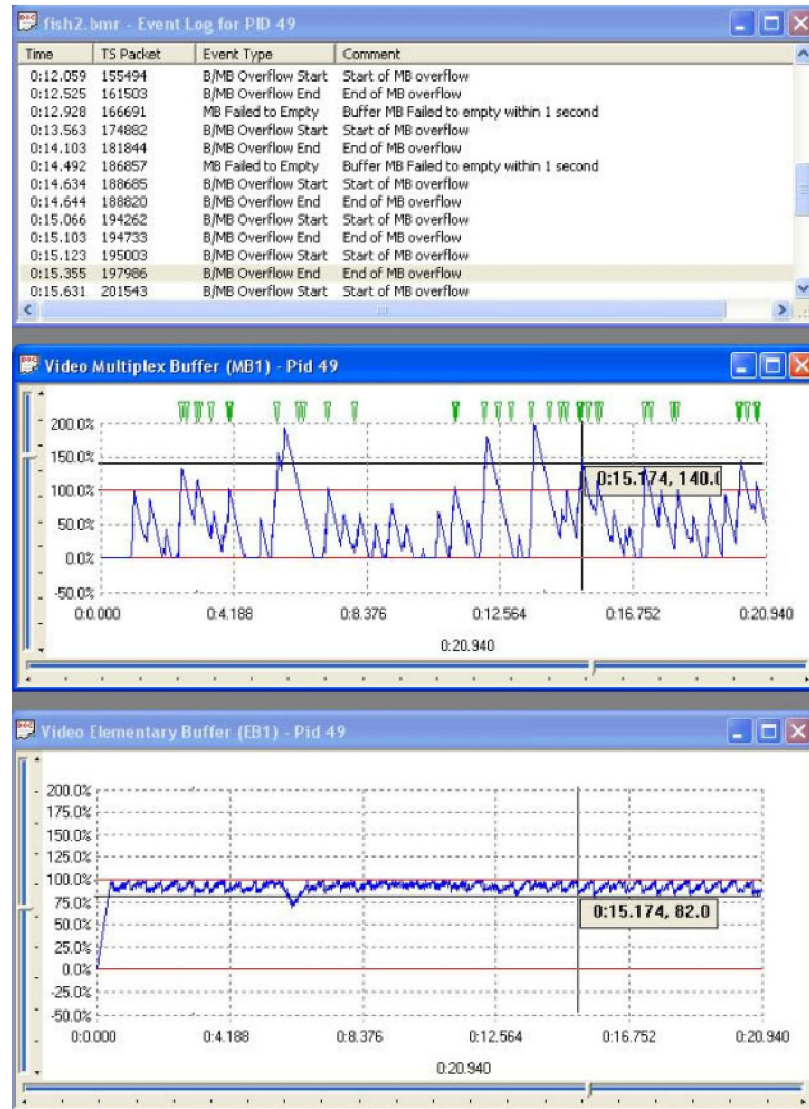 fish2.bmr - Event Log for PID 49
Time TS Packet Event Type Comment
0:12.059 155494 B/MB Overflow Start Start of MB overflow
0:12.525 161503 B/MB Overflow End End of MB overflow
0:12.928 166691 MB Failed to Empty Buffer MB Failed to empty within 1 second
0:13.563 174882 B/MB Overflow Start Start of MB overflow
0:14.103 181844 B/MB Overflow End End of MB overflow
0:14.492 186857 MB Failed to Empty Buffer MB Failed to empty within 1 second
0:14.634 188685 B/MB Overflow Start Start of MB overflow
0:14.644 188820 B/MB Overflow End End of MB overflow
0:15.066 194262 B/MB Overflow Start Start of MB overflow
0:15.103 194733 B/MB Overflow End End of MB overflow
0:15.123 195003 B/MB Overflow Start Start of MB overflow
0:15.355 197986 B/MB Overflow End End of MB overflow
0:15.631 201543 B/MB Overflow Start Start of MB overflow
Video Multiplex Buffer (MB1) - Pid 49
200.0%
150.0%
0:15.174, 140.0
100.0%
50.0%
0.0%
-50.0%
0:0.000 0:4.188 0:8.376 0:12.564 0:16.752 0:20.940
0:20.940
Video Elementary Buffer (EB1) - Pid 49
200.0%
175.0%
150.0%
125.0%
100.0%
75.0%
0:15.174, 82.0
50.0%
25.0%
0.0%
-25.0%
-50.0%
0:0.000 0:4.188 0:8.376 0:12.564 0:16.752 0:20.940
0:20.940